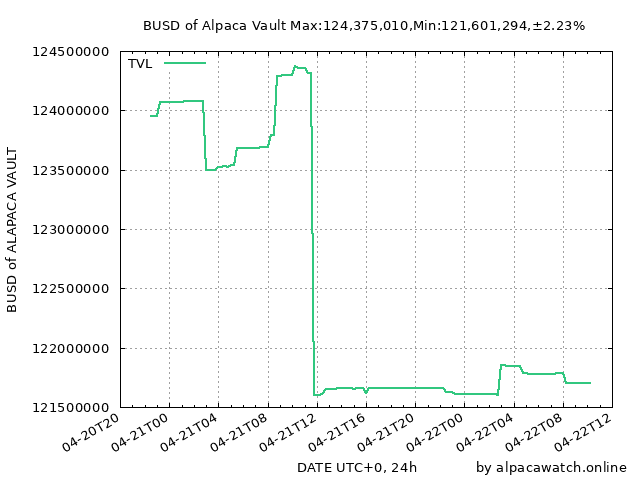 BUSD of Alpaca Vault Max:124,375,010,Min:121,601,294,±2.23%
TVL
124500000
124000000
123500000
123000000
122500000
122000000
121500000
BUSD of ALAPACA VAULT
04-20T20
04-21T00
04-21T04
04-21T08
04-21T12
04-21T16
04-21T20
04-22T00
04-22T04
04-22T08
04-22T12
DATE UTC+0, 24h
by alpacawatch.online